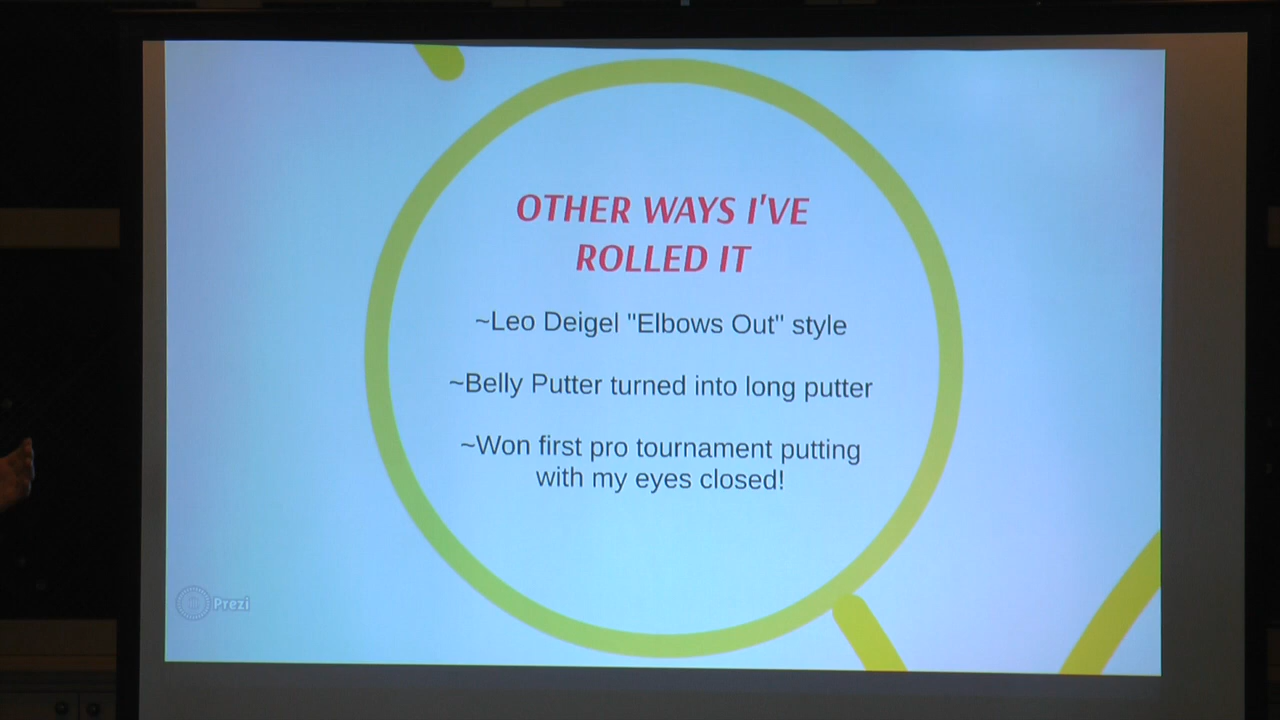 OTHER WAYS I'VE
ROLLED IT
~Leo Deigel "Elbows Out" style
~Belly Putter turned into long putter
~Won first pro tournament putting
with my eyes closed!
Prezi